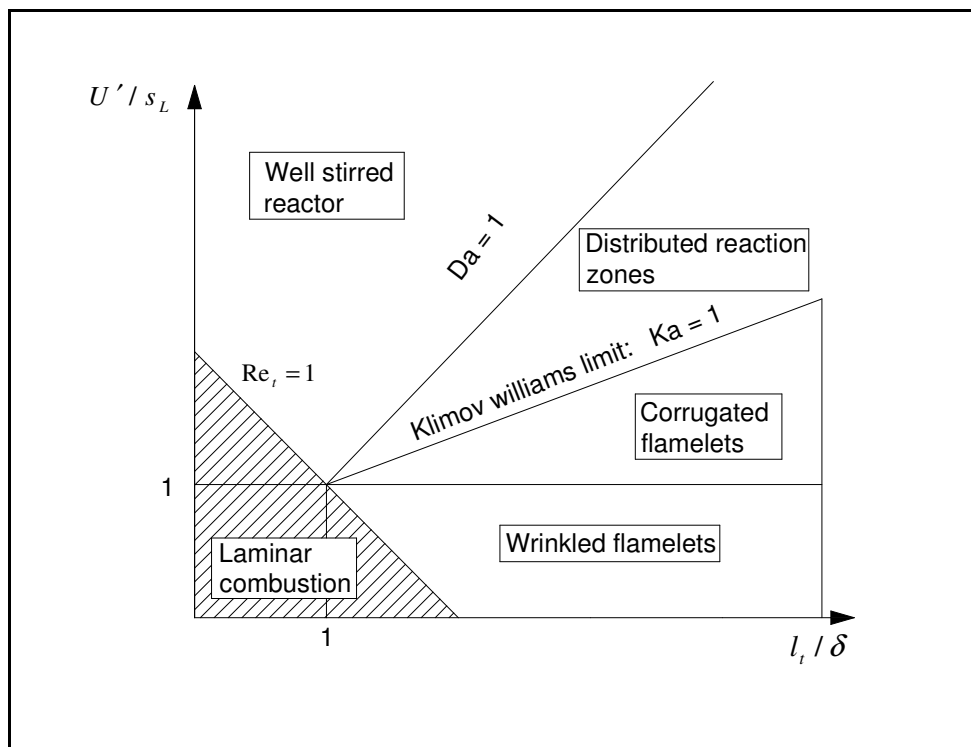 U′/ s_L
Well stirred
reactor
Da = 1
Distributed reaction
zones
Klimov williams limit: Ka = 1
Re_t = 1
Corrugated
flamelets
1
Wrinkled flamelets
Laminar
combustion
1
l_t / δ